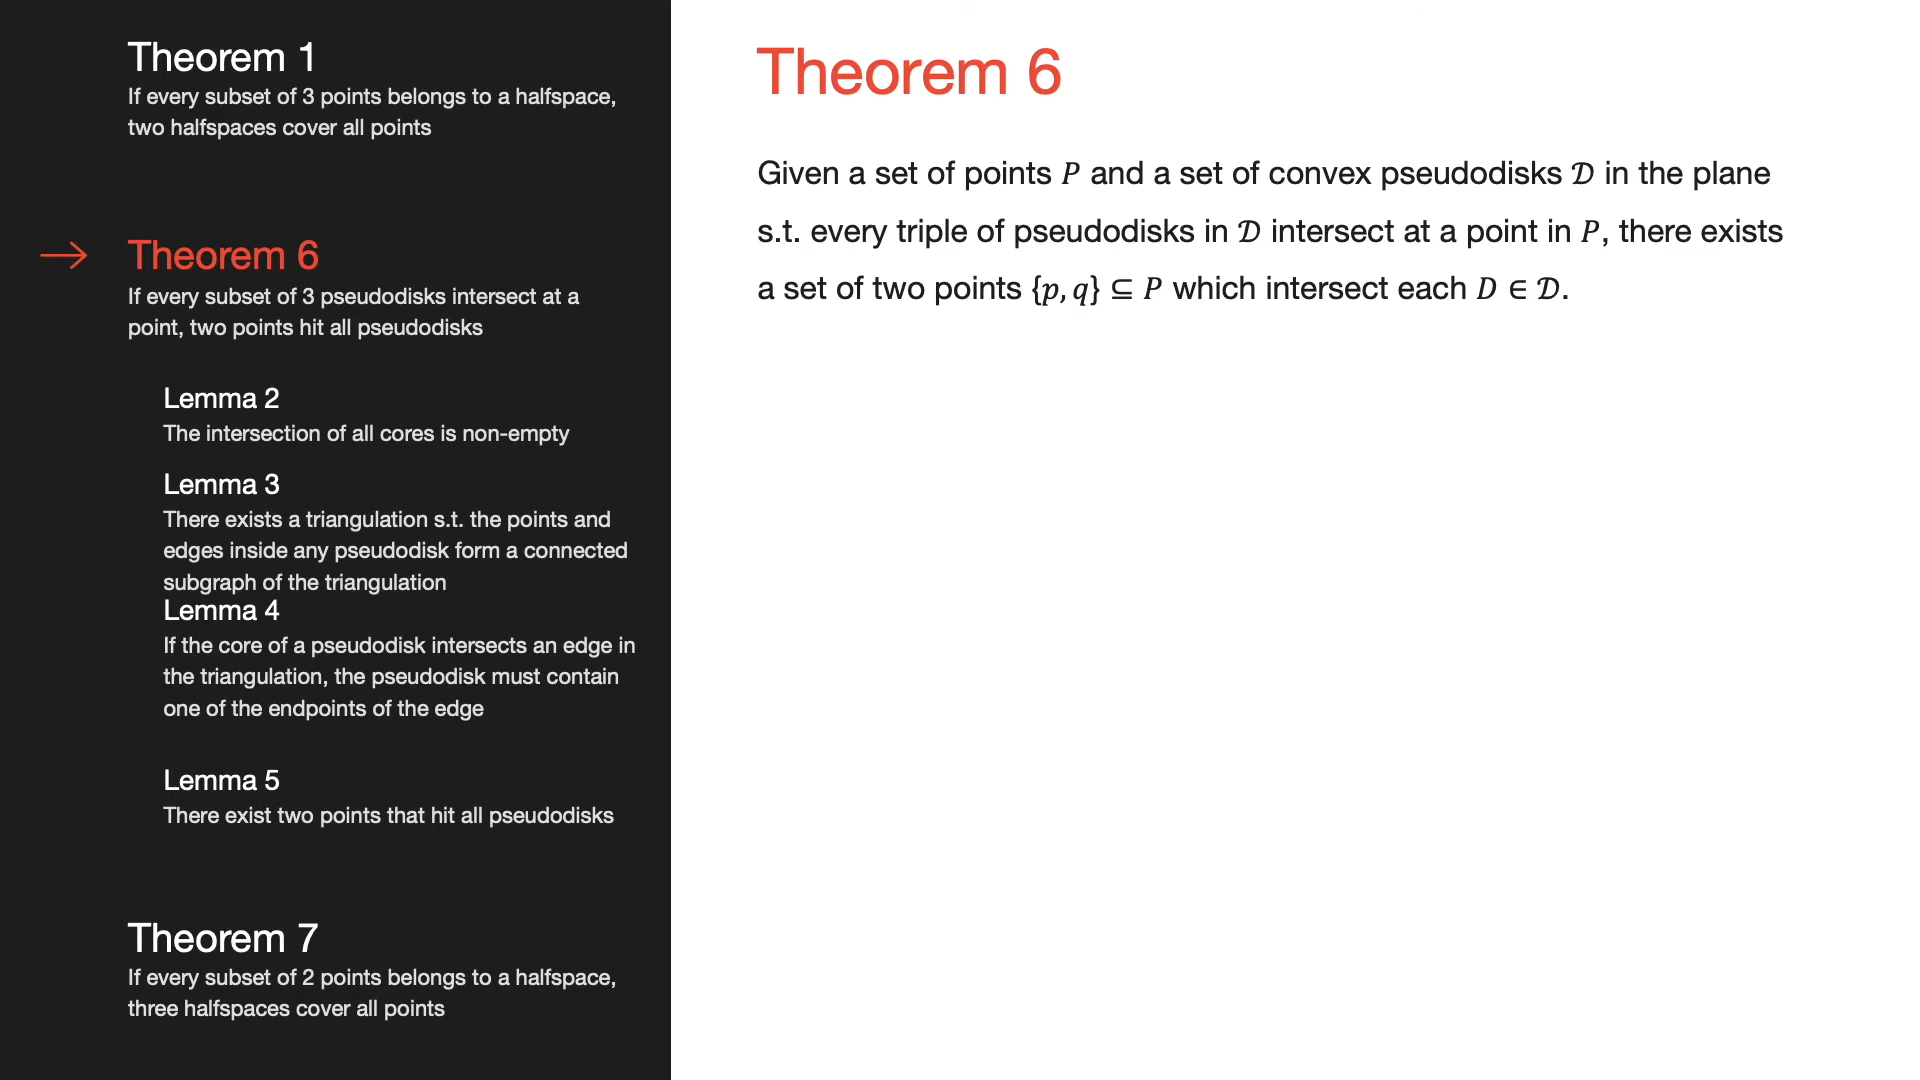 Theorem 1
If every subset of 3 points belongs to a halfspace,
two halfspaces cover all points
Theorem 6
If every subset of 3 pseudodisks intersect at a
point, two points hit all pseudodisks
Lemma 2
The intersection of all cores is non-empty
Lemma 3
There exists a triangulation s.t. the points and
edges inside any pseudodisk form a connected
subgraph of the triangulation
Lemma 4
If the core of a pseudodisk intersects an edge in
the triangulation, the pseudodisk must contain
one of the endpoints of the edge
Lemma 5
There exist two points that hit all pseudodisks
Theorem 7
If every subset of 2 points belongs to a halfspace,
three halfspaces cover all points
Theorem 6
Given a set of points 𝑃 and a set of convex pseudodisks 𝒟 in the plane
s.t. every triple of pseudodisks in 𝒟 intersect at a point in 𝑃, there exists
a set of two points {𝑝, 𝑞} ⊆ 𝑃 which intersect each 𝐷 ∈ 𝒟.